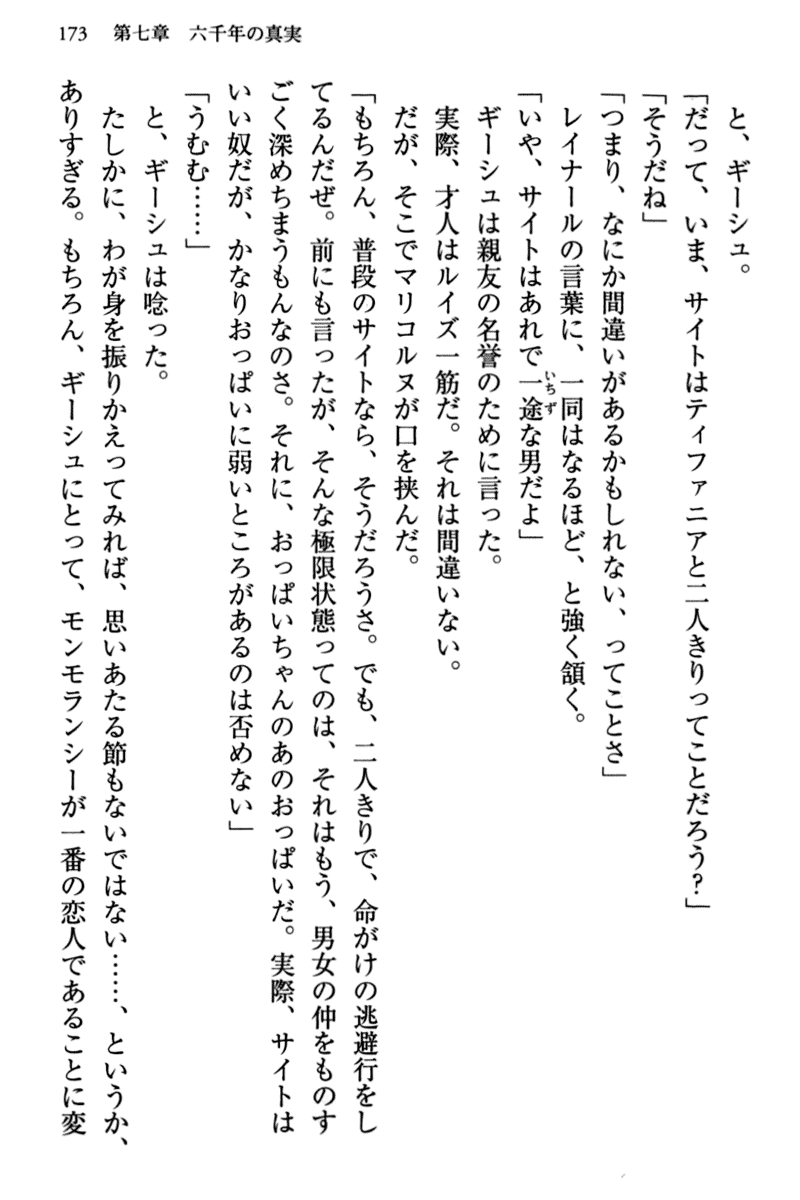 173　第七章　六千年の真実
　と、ギーシュ。
「だって、いま、サイトはティファニアと二人きりってことだろう？」
「そうだね」
「つまり、なにか間違いがあるかもしれない、ってことさ」
　レイナールの言葉に、一同はなるほど、と強く頷く。
「いや、サイトはあれで一途な男だよ」
いちず
　ギーシュは親友の名誉のために言った。
　実際、才人はルイズ一筋だ。それは間違いない。
　だが、そこでマリコルヌが口を挟んだ。
「もちろん、普段のサイトなら、そうだろうさ。でも、二人きりで、命がけの逃避行をし
てるんだぜ。前にも言ったが、そんな極限状態ってのは、それはもう、男女の仲をものす
ごく深めちまうもんなのさ。それに、おっぱいちゃんのあのおっぱいだ。実際、サイトは
いい奴だが、かなりおっぱいに弱いところがあるのは否めない」
「うむむ……」
　と、ギーシュは唸った。
　たしかに、わが身を振りかえってみれば、思いあたる節もないではない……、というか、
ありすぎる。もちろん、ギーシュにとって、モンモランシーが一番の恋人であることに変